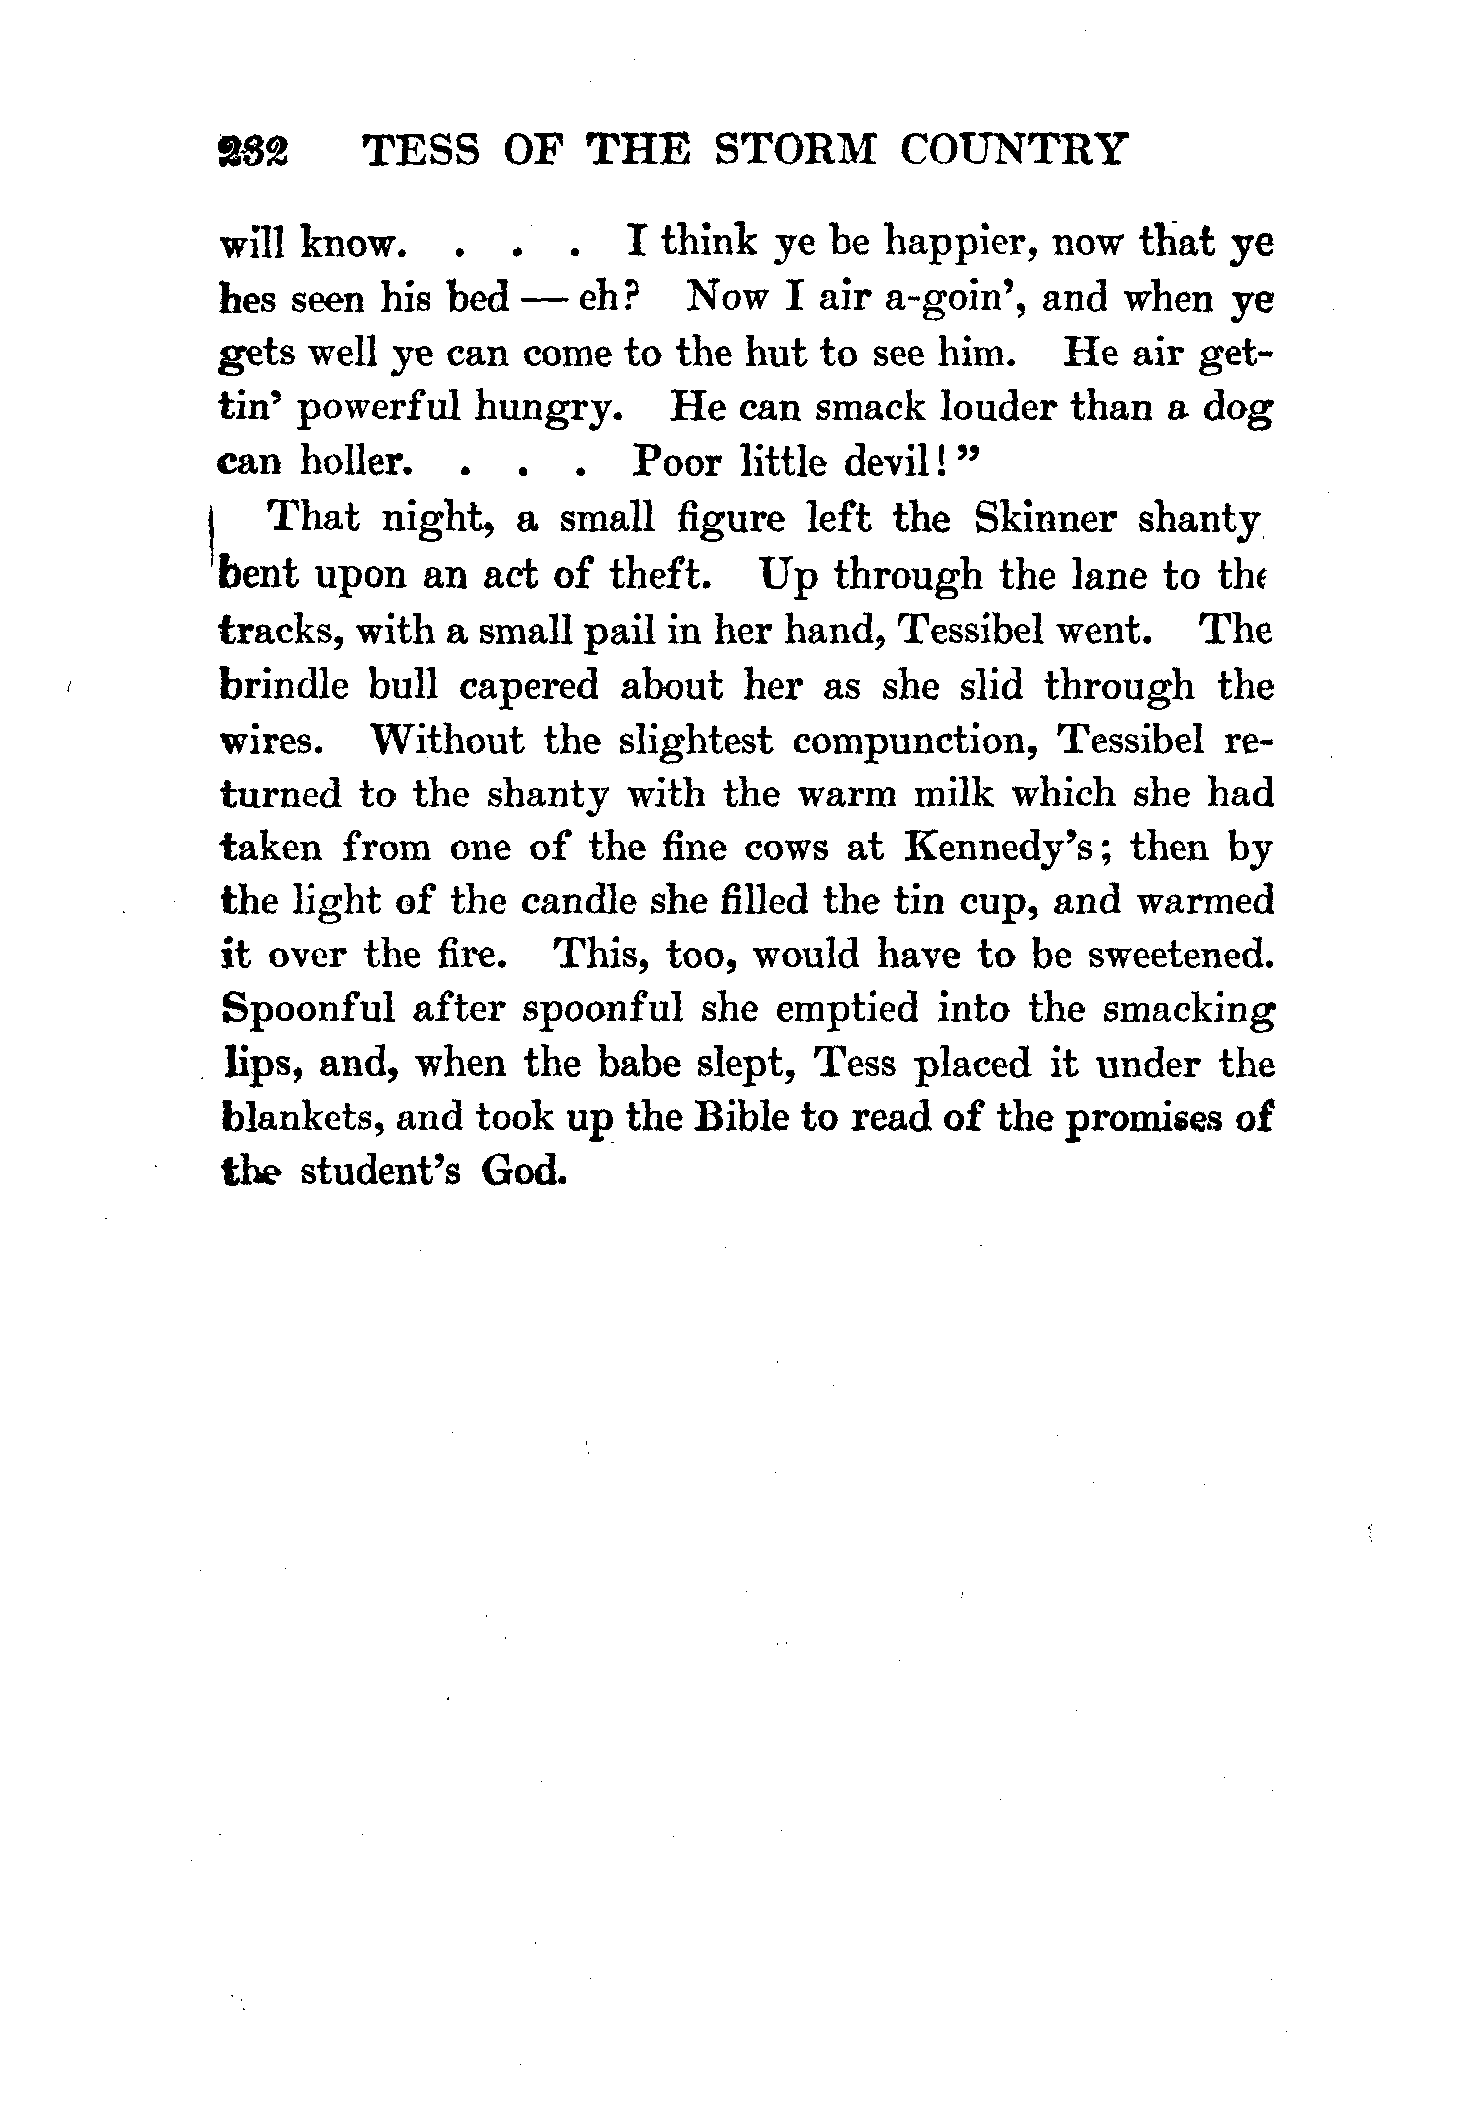 232 TESS OF THE STORM COUNTRY
will know. . . . I think ye be happier, now that ye
hes seen his bed — eh? Now I air a-goin', and when ye
gets well ye can come to the hut to see him. He air get-
tin' powerful hungry. He can smack louder than a dog
can holler. . . . Poor little devil!"
That night, a small figure left the Skinner shanty
bent upon an act of theft. Up through the lane to the
tracks, with a small pail in her hand, Tessibel went. The
brindle bull capered about her as she slid through the
wires. Without the slightest compunction, Tessibel re-
turned to the shanty with the warm milk which she had
taken from one of the fine cows at Kennedy's; then by
the light of the candle she filled the tin cup, and warmed
it over the fire. This, too, would have to be sweetened.
Spoonful after spoonful she emptied into the smacking
lips, and, when the babe slept, Tess placed it under the
blankets, and took up the Bible to read of the promises of
the student's God.